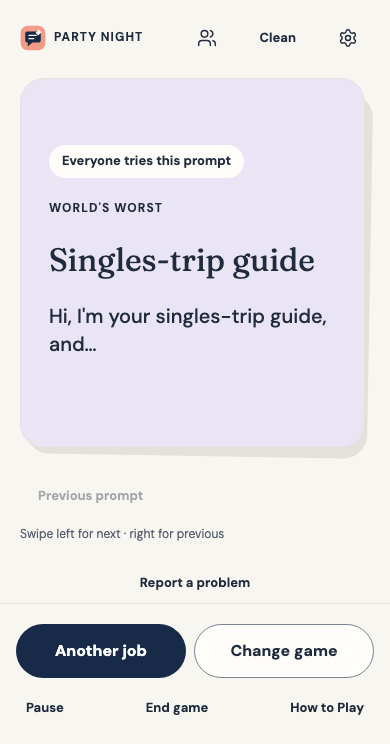 PARTY NIGHT
Clean
Everyone tries this prompt
WORLD'S WORST
Singles-trip guide
Hi, I'm your singles-trip guide,
and...
Previous prompt
Swipe left for next · right for previous
Report a problem
Another job
Change game
Pause
End game
How to Play